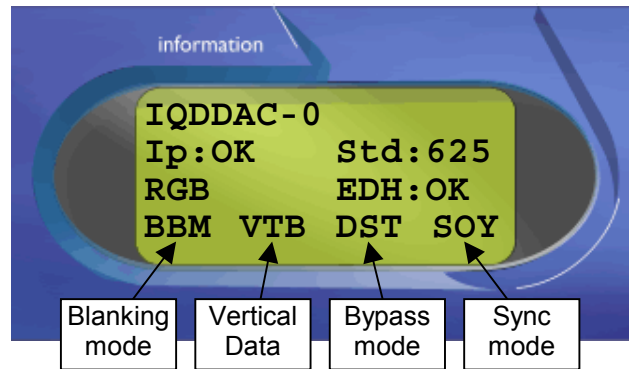 information
IQDDAC-0
Ip:OK Std:625
RGB EDH:OK
BBM VTB DST SOY
Blanking mode
Vertical Data
Bypass mode
Sync mode